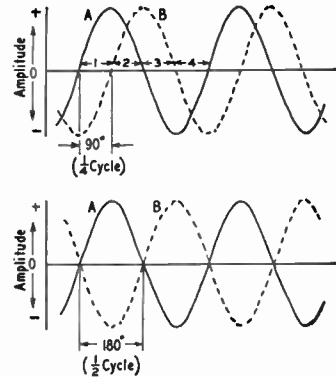 +
A
B
1 2 3 4
Amplitude
0
-
90°
(1/4 Cycle)
+
A
B
Amplitude
0
-
180°
(1/2 Cycle)